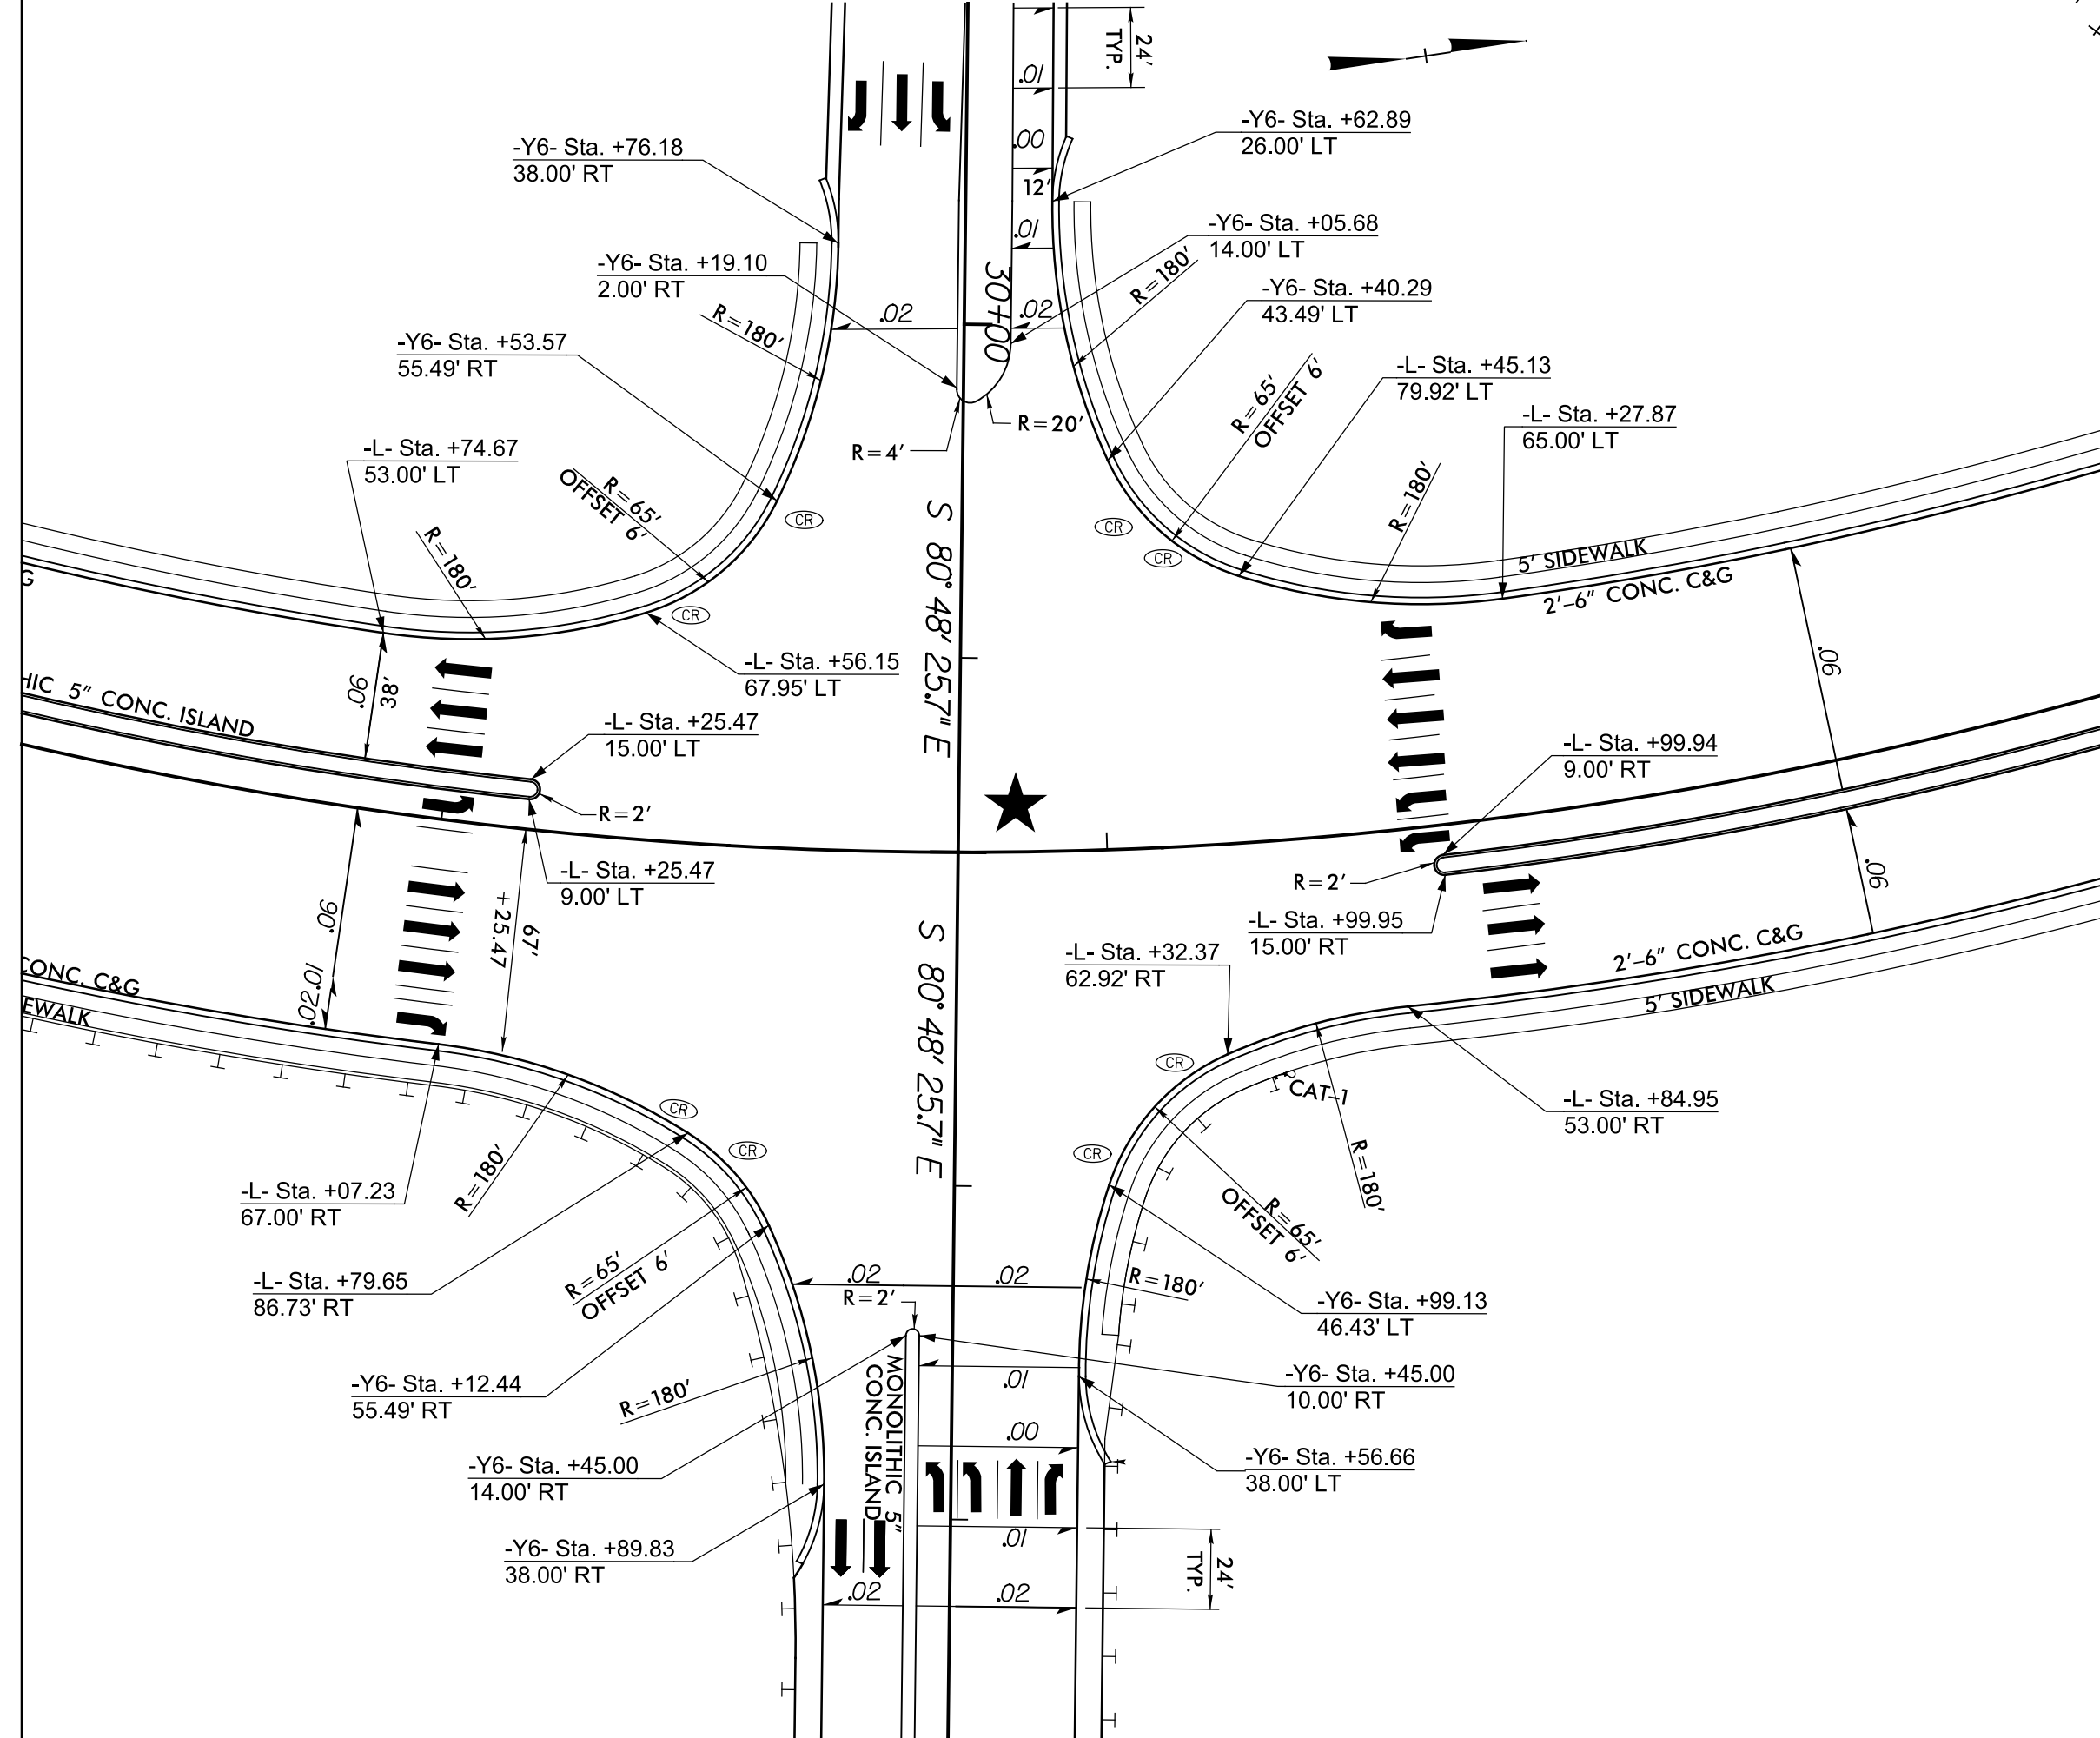 24'
TYP.
.01
-Y6- Sta. +62.89
26.00' LT
.00
-Y6- Sta. +76.18
38.00' RT
12'
-Y6- Sta. +05.68
14.00' LT
.01
R=180'
-Y6- Sta. +19.10
2.00' RT
30+00
-Y6- Sta. +40.29
43.49' LT
.02
.02
R=180'
-Y6- Sta. +53.57
55.49' RT
-L- Sta. +45.13
79.92' LT
R=65'
OFFSET 6'
-L- Sta. +27.87
65.00' LT
R=20'
R=4'
-L- Sta. +74.67
53.00' LT
R=65'
OFFSET 6'
R=180'
CR
CR
CR
R=180'
S 80° 48' 25.7" E
5' SIDEWALK
2'-6" CONC. C&G
G
CR
-L- Sta. +56.15
67.95' LT
.06
.06
38'
HIC 5" CONC. ISLAND
-L- Sta. +25.47
15.00' LT
-L- Sta. +99.94
9.00' RT
R=2'
-L- Sta. +25.47
9.00' LT
R=2'
.06
.06
67'
+25.47
-L- Sta. +99.95
15.00' RT
S 80° 48' 25.7" E
-L- Sta. +32.37
62.92' RT
2'-6" CONC. C&G
5' SIDEWALK
CONC. C&G
EWALK
.02
.01
CR
CAT-1
-L- Sta. +84.95
53.00' RT
CR
CR
CR
R=180'
R=180'
-L- Sta. +07.23
67.00' RT
R=65'
OFFSET 6'
-L- Sta. +79.65
86.73' RT
R=65'
OFFSET 6'
.02
.02
R=2'
R=180'
-Y6- Sta. +99.13
46.43' LT
-Y6- Sta. +12.44
55.49' RT
R=180'
MONOLITHIC 5"
CONC. ISLAND
.01
-Y6- Sta. +45.00
10.00' RT
.00
-Y6- Sta. +45.00
14.00' RT
-Y6- Sta. +56.66
38.00' LT
-Y6- Sta. +89.83
38.00' RT
.01
24'
TYP.
.02
.02